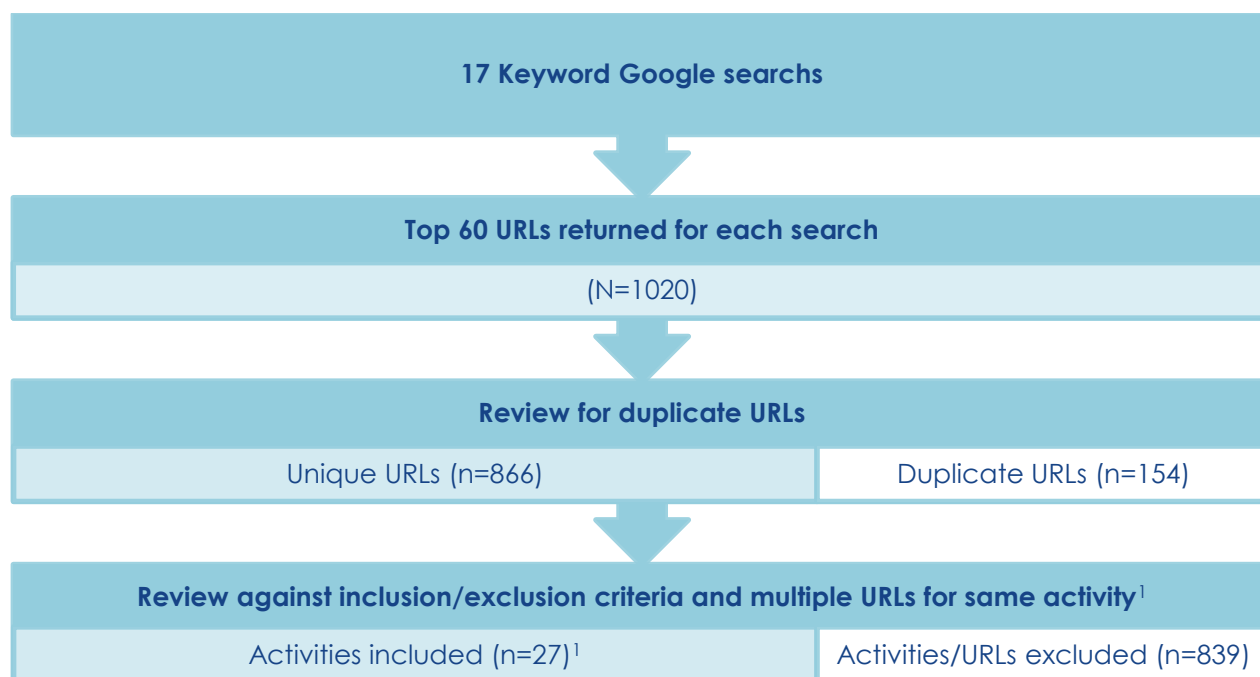 17 Keyword Google searchs
Top 60 URLs returned for each search
(N=1020)
Review for duplicate URLs
Unique URLs (n=866)
Duplicate URLs (n=154)
Review against inclusion/exclusion criteria and multiple URLs for same activity¹
Activities included (n=27)¹
Activities/URLs excluded (n=839)